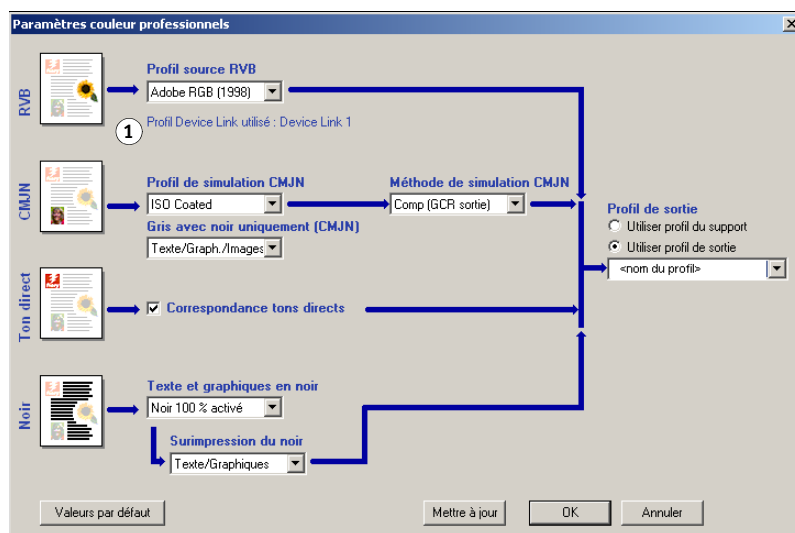 Paramètres couleur professionnels
RVB
Profil source RVB
Adobe RGB (1998)
1
Profil Device Link utilisé : Device Link 1
CMJN
Profil de simulation CMJN
ISO Coated
Méthode de simulation CMJN
Comp (GCR sortie)
Gris avec noir uniquement (CMJN)
Texte/Graph./Images
Profil de sortie
Utiliser profil du support
Utiliser profil de sortie
<nom du profil>
Ton direct
Correspondance tons directs
Noir
Texte et graphiques en noir
Noir 100 % activé
Surimpression du noir
Texte/Graphiques
Valeurs par défaut
Mettre à jour
OK
Annuler